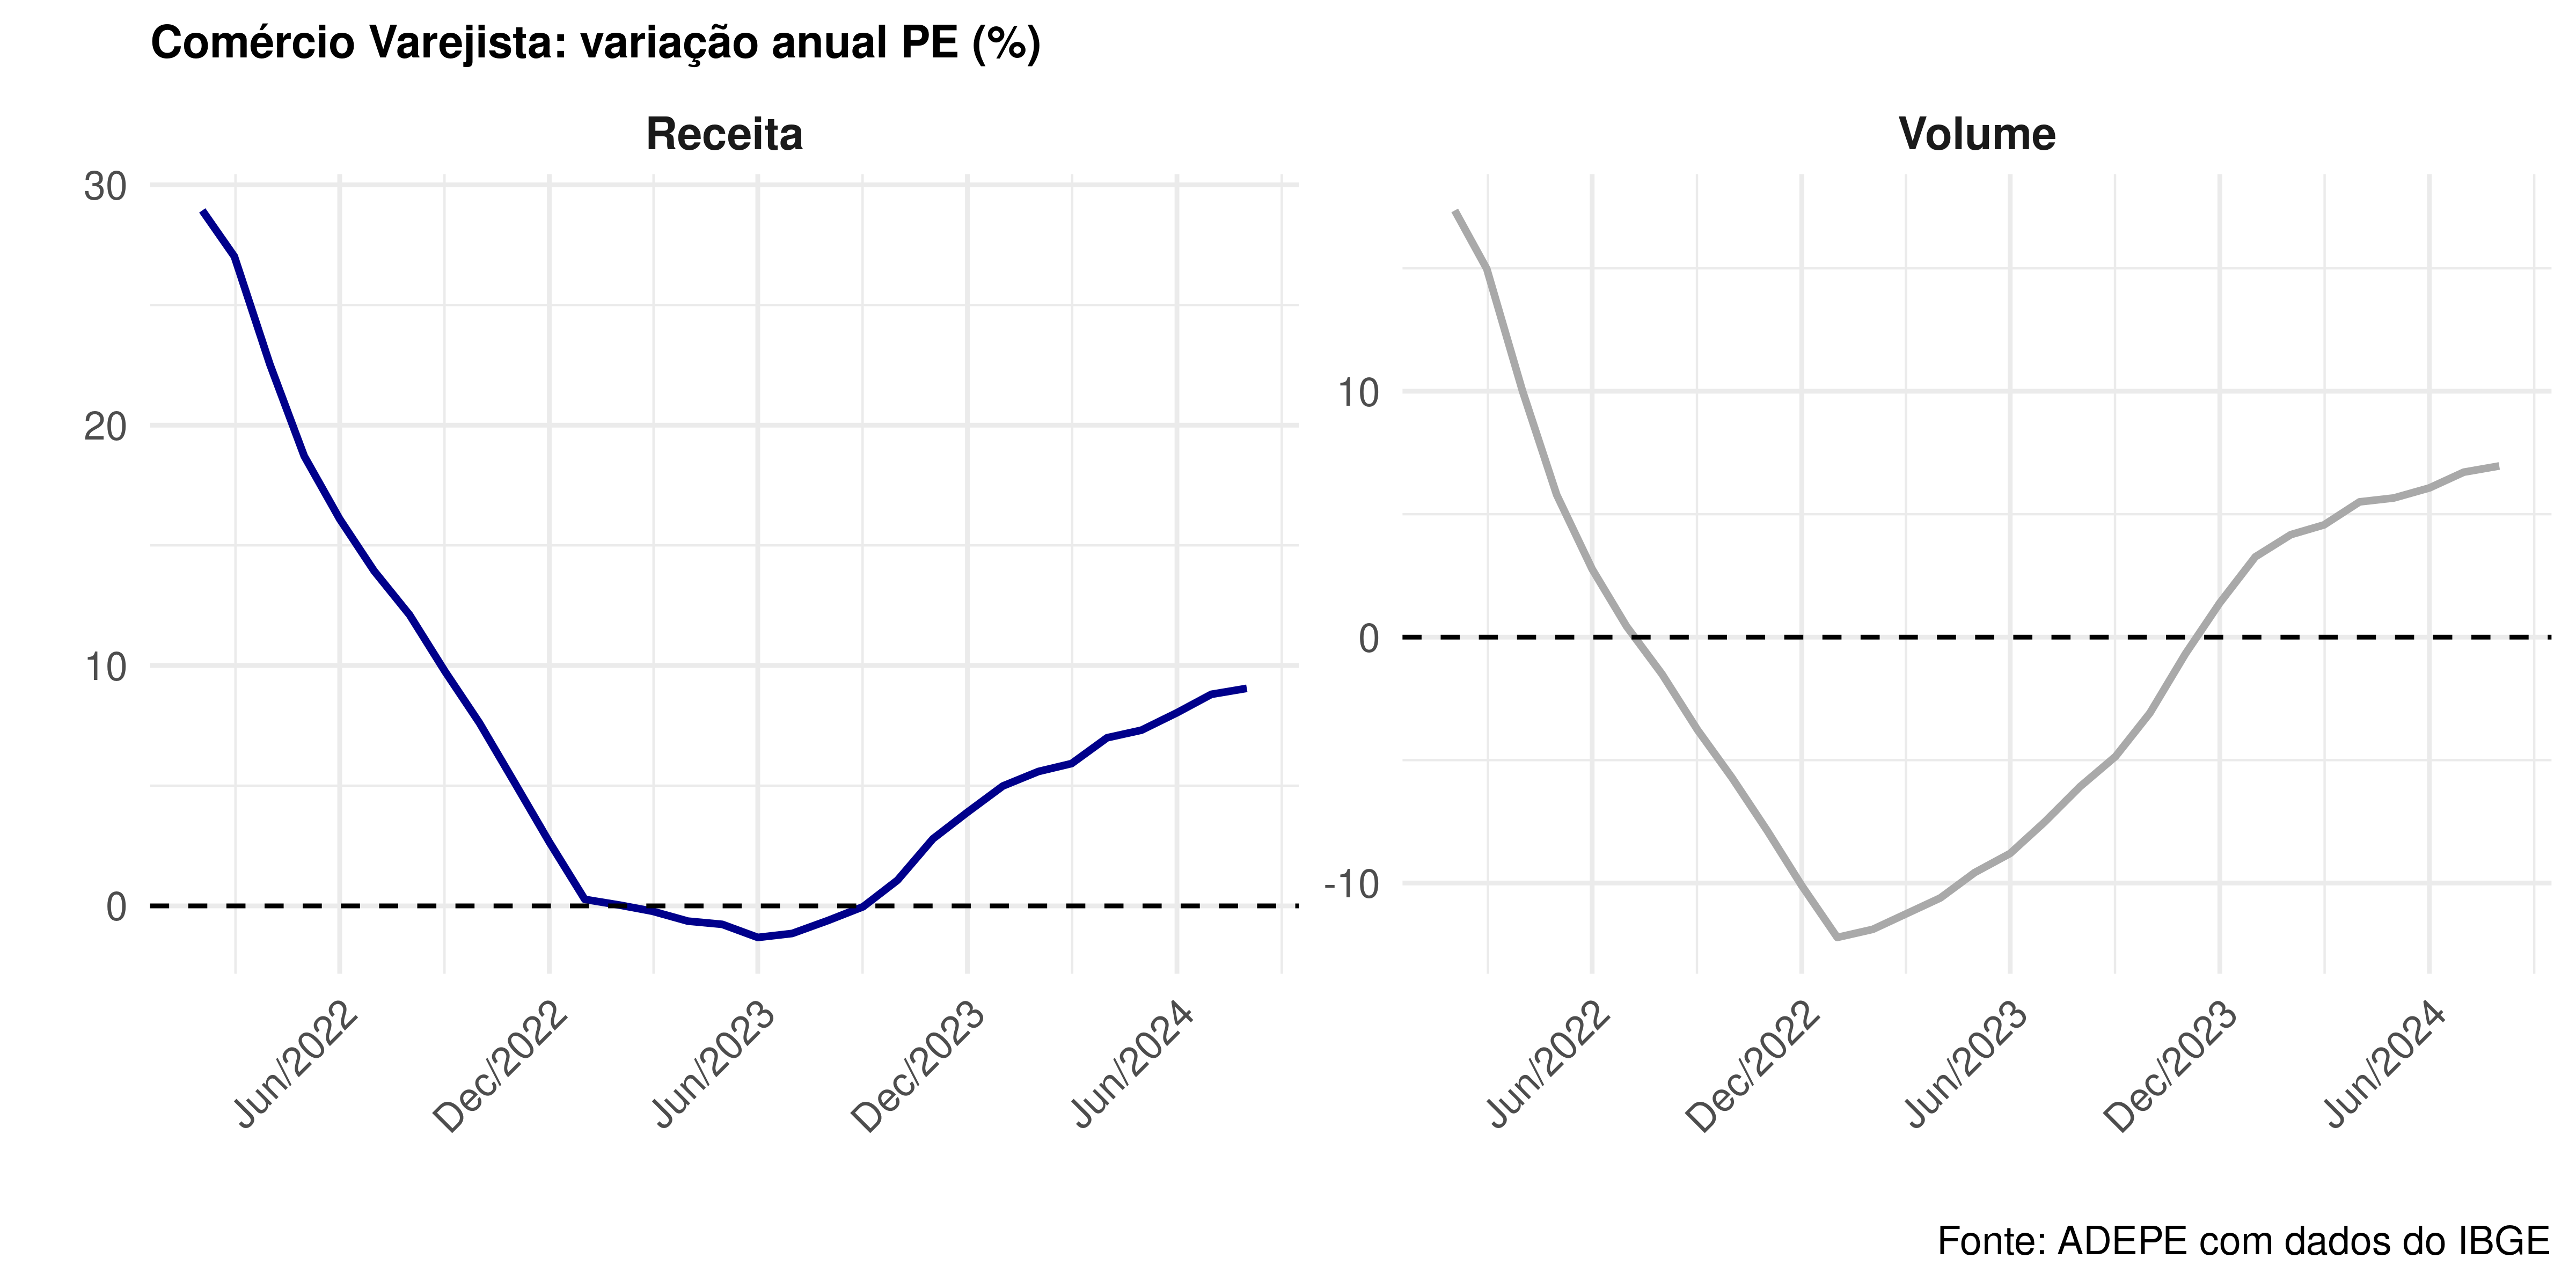 Comércio Varejista: variação anual PE (%)
Receita
30
20
10
0
Jun/2022
Dec/2022
Jun/2023
Dec/2023
Jun/2024
Volume
10
0
-10
Jun/2022
Dec/2022
Jun/2023
Dec/2023
Jun/2024
Fonte: ADEPE com dados do IBGE